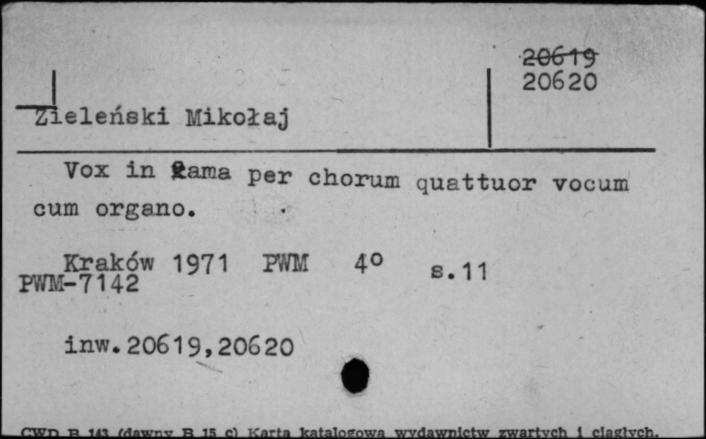 20619
20620
Zieleński Mikołaj
Vox in Rama per chorum quattuor vocum
cum organo.
Kraków 1971 PWM 4° s.11
PWM-7142
inw.20619,20620
CWD B 143 (dawny B 15 c) Karta katalogowa wydawnictw zwartych i ciągłych.